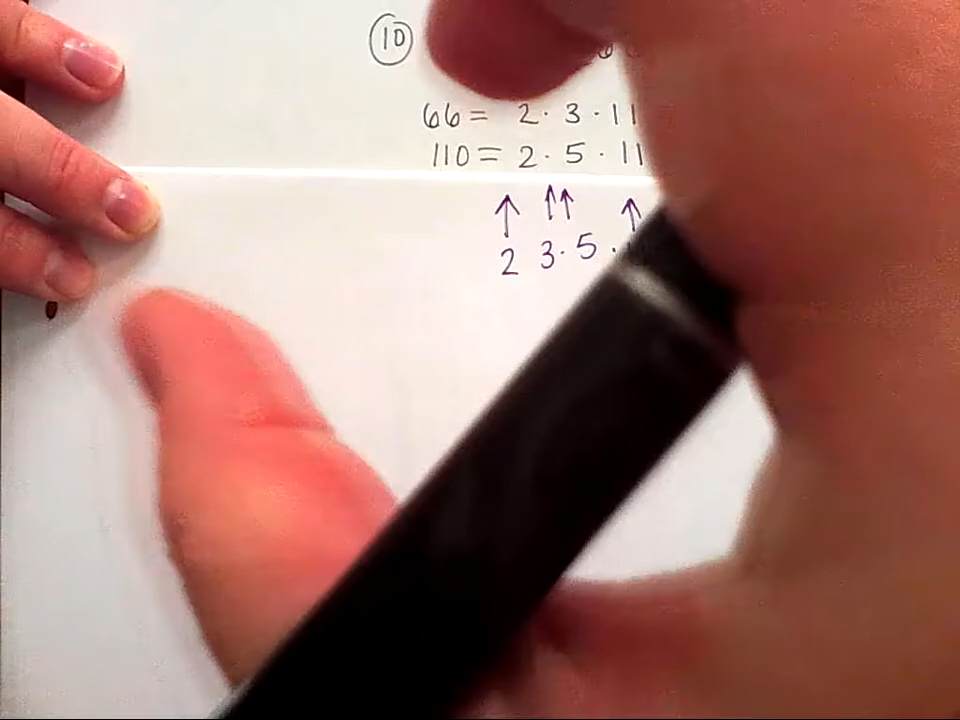 10
66 = 2 · 3 · 11
110 = 2 · 5 · 11
↑ ↑↑ ↑
2 3 · 5 ·